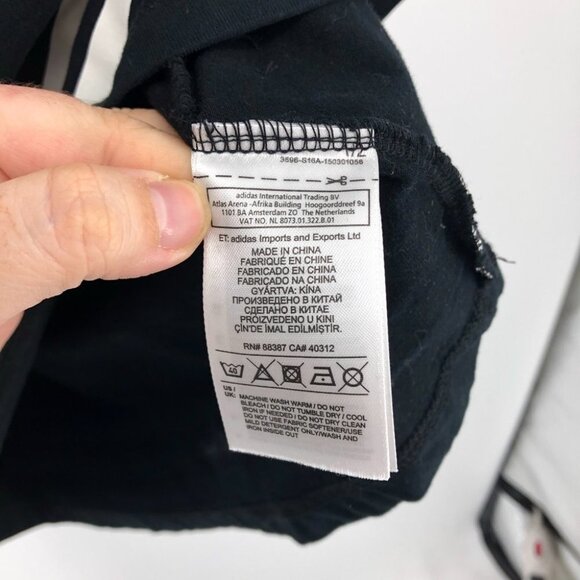 1/2
3696-S16A-150301056
adidas International Trading BV
Atlas Arena -Afrika Building Hoogoorddreef 9a
1101 BA Amsterdam ZO The Netherlands
VAT NO. NL 8073.01.322.B.01
ET: adidas Imports and Exports Ltd
MADE IN CHINA
FABRIQUÉ EN CHINE
FABRICADO EN CHINA
FABRICADO NA CHINA
GYÁRTVA: KÍNA
ПРОИЗВЕДЕНО В КИТАЙ
СДЕЛАНО В КИТАЕ
PROIZVEDENO U KINI
ÇİN'DE İMAL EDİLMİŞTİR.
RN# 88387 CA# 40312
40
US /
UK: MACHINE WASH WARM / DO NOT
BLEACH / DO NOT TUMBLE DRY / COOL
IRON IF NEEDED / DO NOT DRY CLEAN
DO NOT USE FABRIC SOFTENER/USE
MILD DETERGENT ONLY/WASH AND
IRON INSIDE OUT